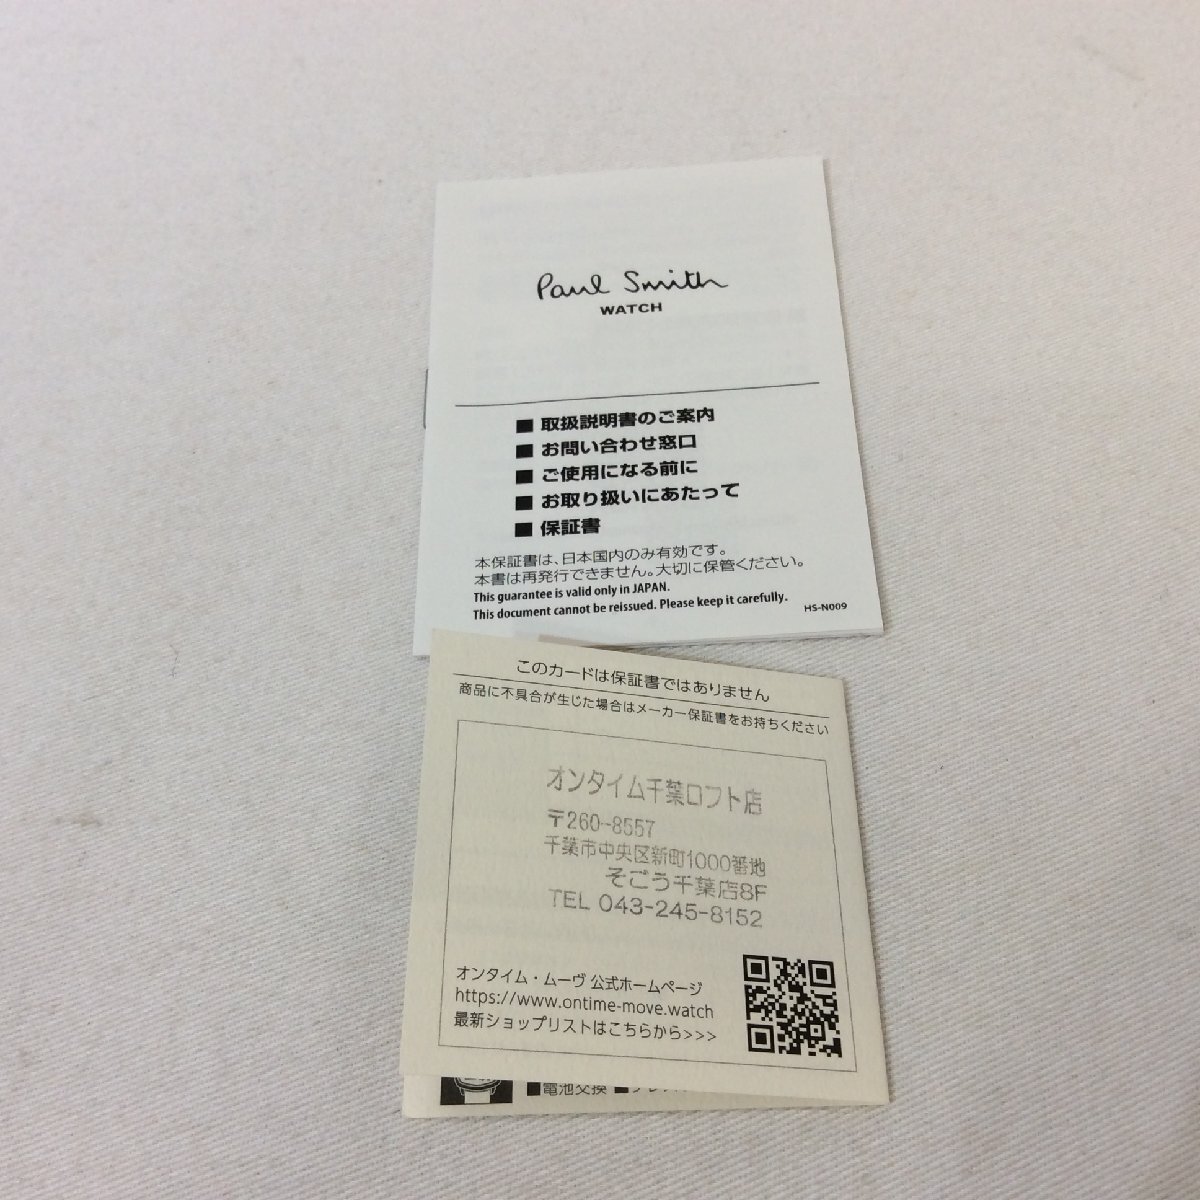 Paul Smith
WATCH
■ 取扱説明書のご案内
■ お問い合わせ窓口
■ ご使用になる前に
■ お取り扱いにあたって
■ 保証書
本保証書は、日本国内のみ有効です。
本書は再発行できません。大切に保管ください。
This guarantee is valid only in JAPAN.
This document cannot be reissued. Please keep it carefully.
HS-N009
このカードは保証書ではありません
商品に不具合が生じた場合はメーカー保証書をお持ちください
オンタイム千葉ロフト店
〒260-8557
千葉市中央区新町1000番地
そごう千葉店8F
TEL 043-245-8152
オンタイム・ムーヴ 公式ホームページ
https://www.ontime-move.watch
最新ショップリストはこちらから>>>
■電池交換